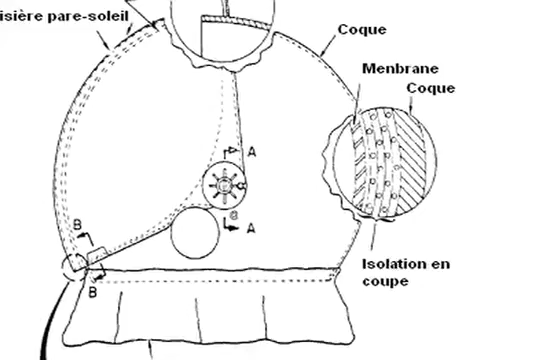 isière pare-soleil
Coque
Menbrane
Coque
A
A
B
B
Isolation en
coupe